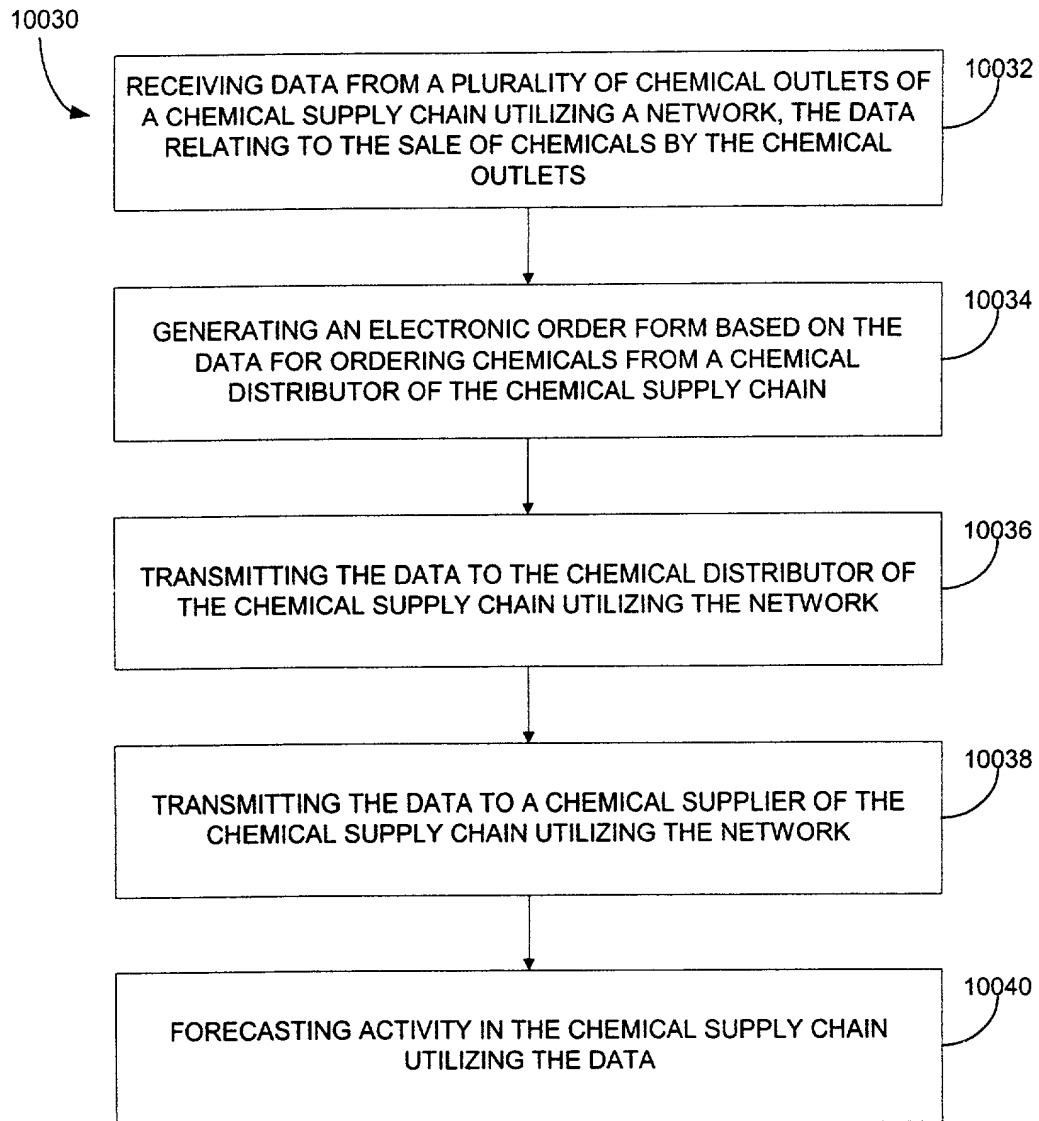 10030
RECEIVING DATA FROM A PLURALITY OF CHEMICAL OUTLETS OF
A CHEMICAL SUPPLY CHAIN UTILIZING A NETWORK, THE DATA
RELATING TO THE SALE OF CHEMICALS BY THE CHEMICAL
OUTLETS
10032
GENERATING AN ELECTRONIC ORDER FORM BASED ON THE
DATA FOR ORDERING CHEMICALS FROM A CHEMICAL
DISTRIBUTOR OF THE CHEMICAL SUPPLY CHAIN
10034
TRANSMITTING THE DATA TO THE CHEMICAL DISTRIBUTOR OF
THE CHEMICAL SUPPLY CHAIN UTILIZING THE NETWORK
10036
TRANSMITTING THE DATA TO A CHEMICAL SUPPLIER OF THE
CHEMICAL SUPPLY CHAIN UTILIZING THE NETWORK
10038
FORECASTING ACTIVITY IN THE CHEMICAL SUPPLY CHAIN
UTILIZING THE DATA
10040